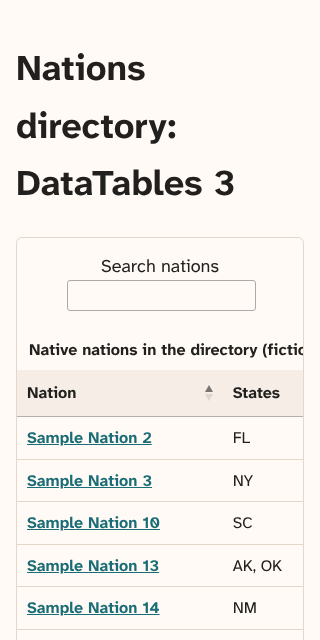 Nations
directory:
DataTables 3
Search nations
Native nations in the directory (fictio
Nation States
Sample Nation 2 FL
Sample Nation 3 NY
Sample Nation 10 SC
Sample Nation 13 AK, OK
Sample Nation 14 NM